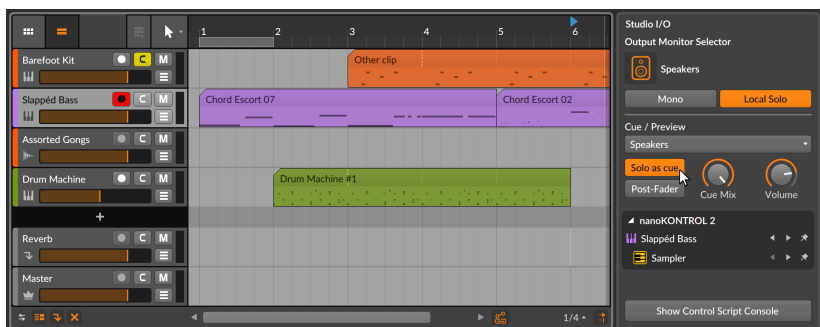 1 2 3 4 5 6
Barefoot Kit C M
Other clip
Slappéd Bass C M
Chord Escort 07 Chord Escort 02
Assorted Gongs C M
Drum Machine C M
Drum Machine #1
+
Reverb C M
Master C M
1/4
Studio I/O
Output Monitor Selector
Speakers
Mono Local Solo
Cue / Preview
Speakers
Solo as cue
Post-Fader
Cue Mix Volume
nanoKONTROL 2
Slappéd Bass
Sampler
Show Control Script Console